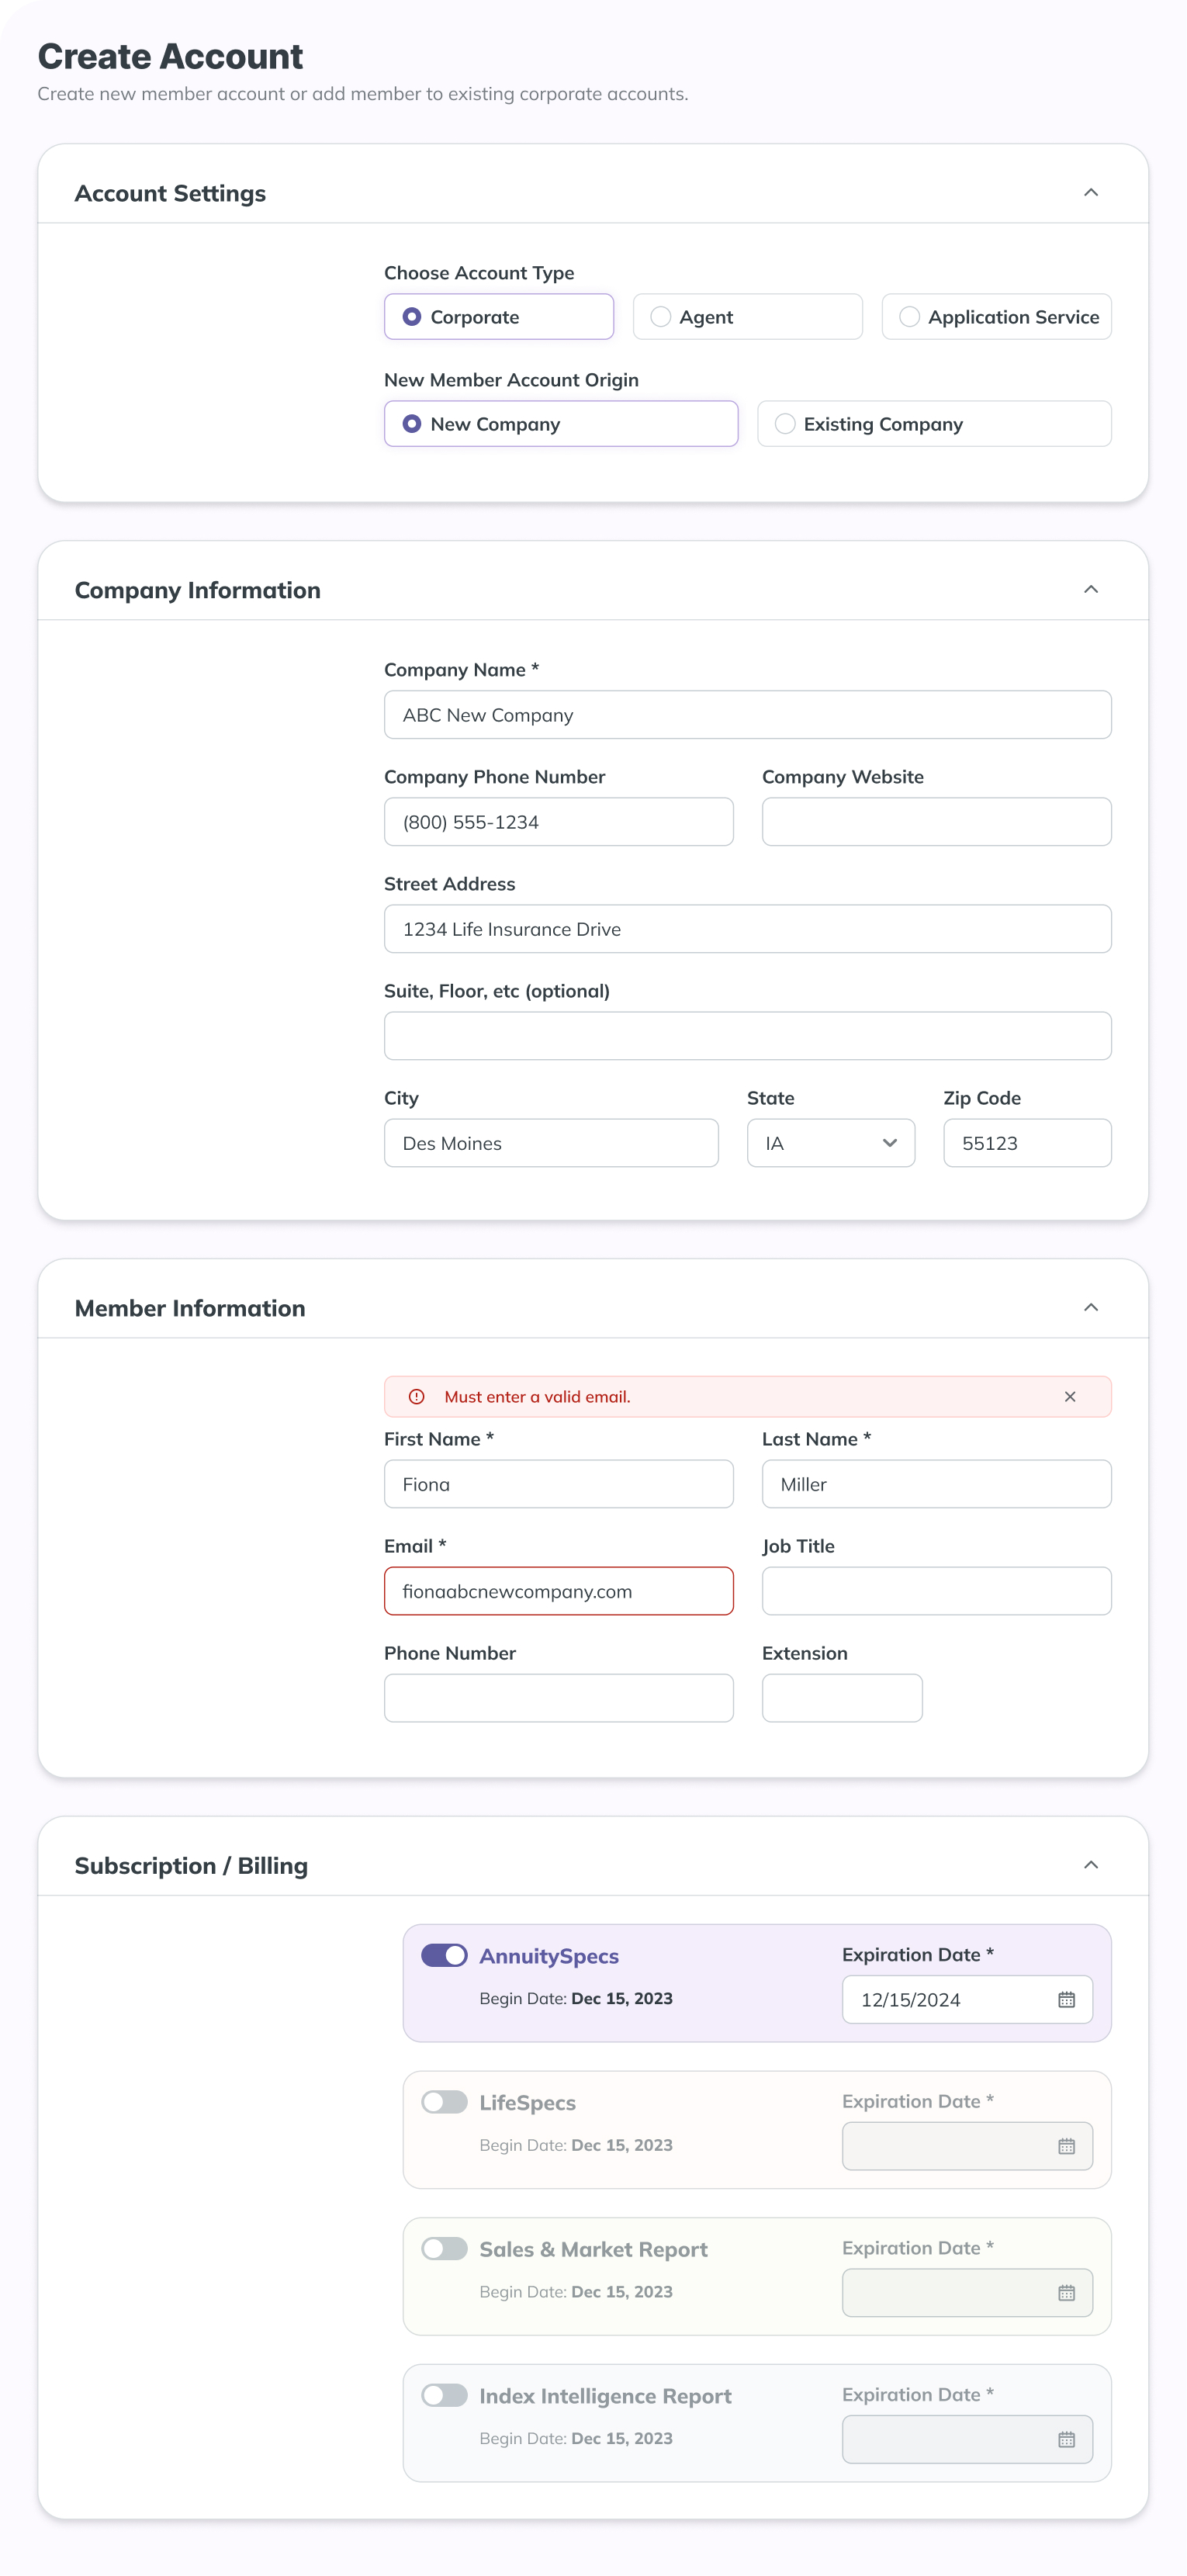 Create Account
Create new member account or add member to existing corporate accounts.
Account Settings
Choose Account Type
Corporate
Agent
Application Service
New Member Account Origin
New Company
Existing Company
Company Information
Company Name *
ABC New Company
Company Phone Number
Company Website
(800) 555-1234
Street Address
1234 Life Insurance Drive
Suite, Floor, etc (optional)
City
State
Zip Code
Des Moines
IA
55123
Member Information
Must enter a valid email.
First Name *
Last Name *
Fiona
Miller
Email *
Job Title
fionaabcnewcompany.com
Phone Number
Extension
Subscription / Billing
AnnuitySpecs
Expiration Date *
Begin Date: Dec 15, 2023
12/15/2024
LifeSpecs
Expiration Date *
Begin Date: Dec 15, 2023
Sales & Market Report
Expiration Date *
Begin Date: Dec 15, 2023
Index Intelligence Report
Expiration Date *
Begin Date: Dec 15, 2023